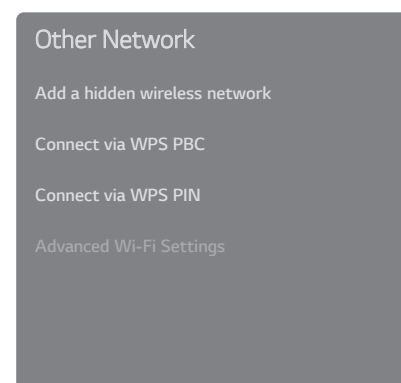 Other Network
Add a hidden wireless network
Connect via WPS PBC
Connect via WPS PIN
Advanced Wi-Fi Settings